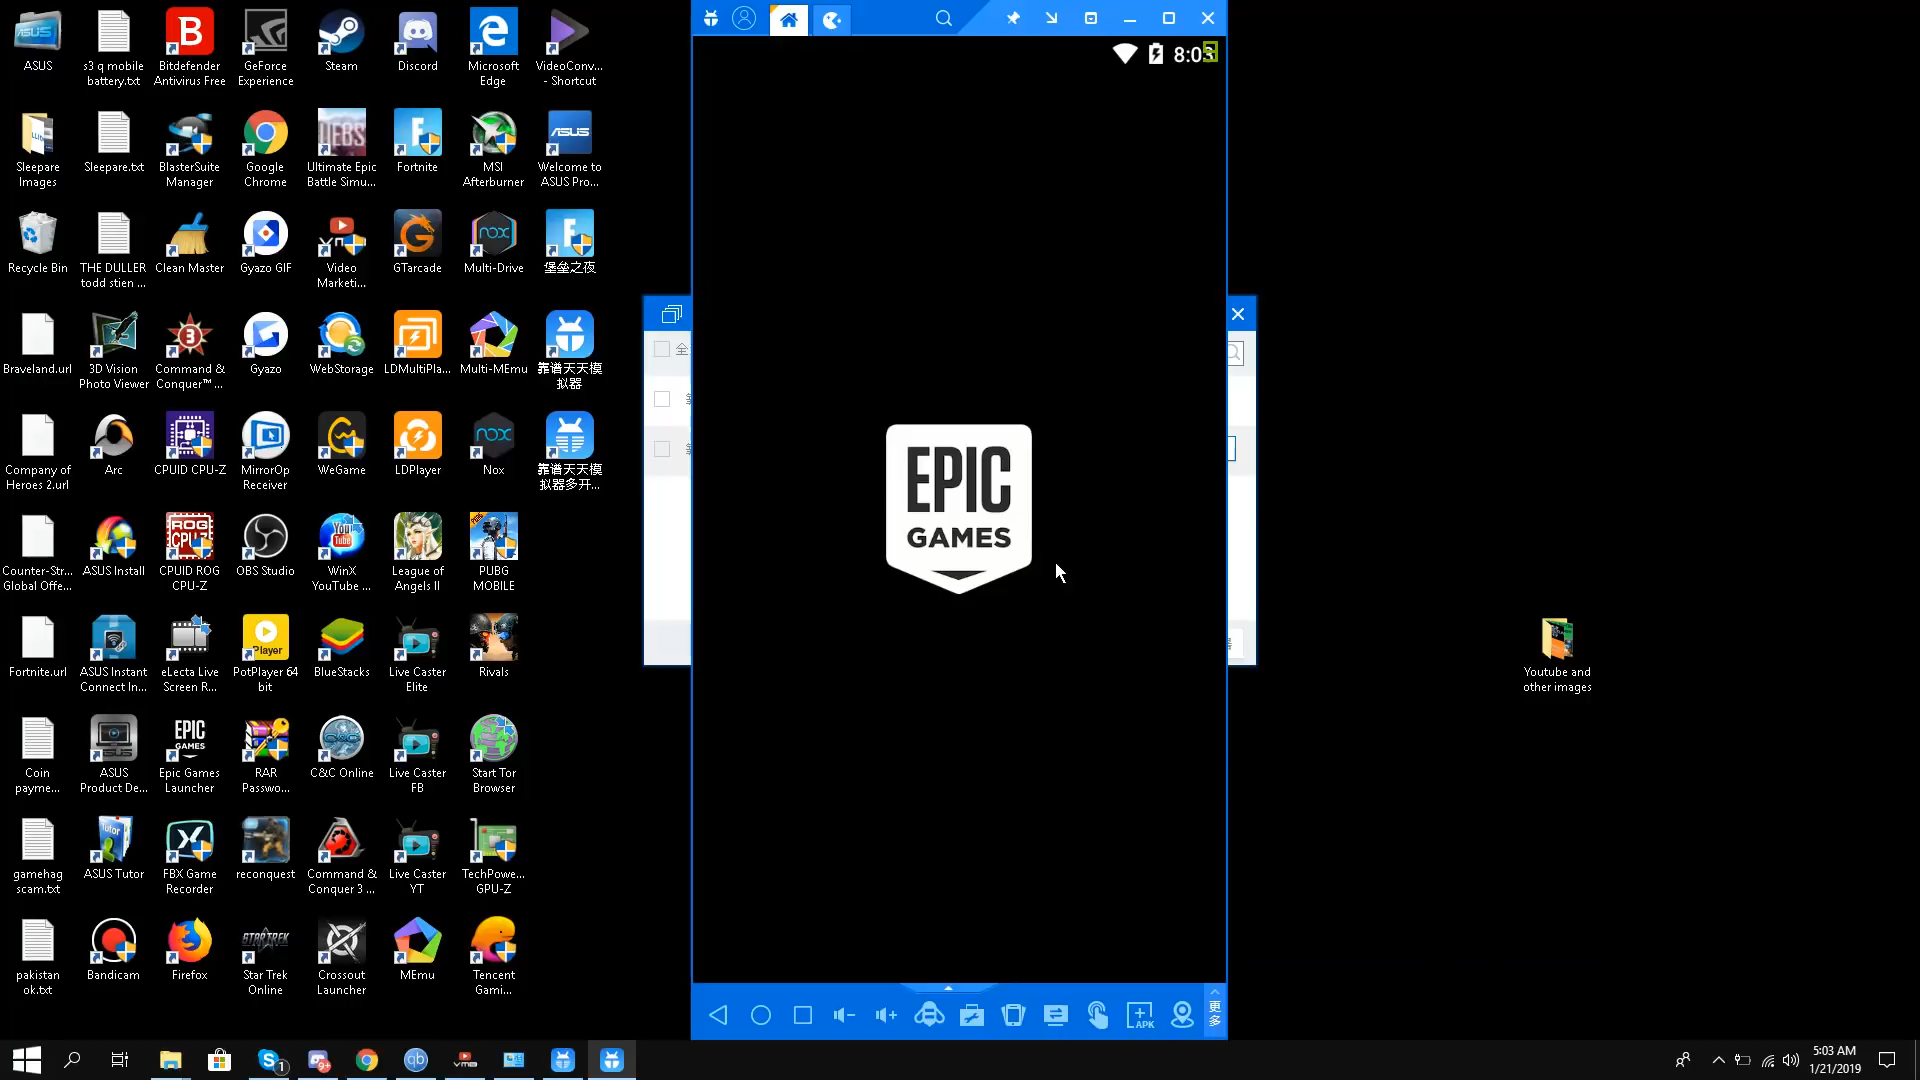 ASUS
s3 q mobile
battery.txt
Bitdefender
Antivirus Free
GeForce
Experience
Steam
Discord
Microsoft
Edge
VideoConv...
- Shortcut
Sleepare
Images
Sleepare.txt
BlasterSuite
Manager
Google
Chrome
Ultimate Epic
Battle Simu...
Fortnite
MSI
Afterburner
Welcome to
ASUS Pro...
Recycle Bin
THE DULLER
todd stien ...
Clean Master
Gyazo GIF
Video
Marketi...
GTarcade
Multi-Drive
堡垒之夜
Braveland.url
3D Vision
Photo Viewer
Command &
Conquer™ ...
Gyazo
WebStorage
LDMultiPla...
Multi-MEmu
靠谱天天模
拟器
Company of
Heroes 2.url
Arc
CPUID CPU-Z
MirrorOp
Receiver
WeGame
LDPlayer
Nox
靠谱天天模
拟器多开...
Counter-Str...
Global Offe...
ASUS Install
CPUID ROG
CPU-Z
OBS Studio
WinX
YouTube ...
League of
Angels II
PUBG
MOBILE
Fortnite.url
ASUS Instant
Connect In...
eLecta Live
Screen R...
PotPlayer 64
bit
BlueStacks
Live Caster
Elite
Rivals
Coin
payme...
ASUS
Product De...
Epic Games
Launcher
RAR
Passwo...
C&C Online
Live Caster
FB
Start Tor
Browser
gamehag
scam.txt
ASUS Tutor
FBX Game
Recorder
reconquest
Command &
Conquer 3 ...
Live Caster
YT
TechPowe...
GPU-Z
pakistan
ok.txt
Bandicam
Firefox
Star Trek
Online
Crossout
Launcher
MEmu
Tencent
Gami...
全
EPIC
GAMES
APK
更
多
Youtube and
other images
5:03 AM
1/21/2019